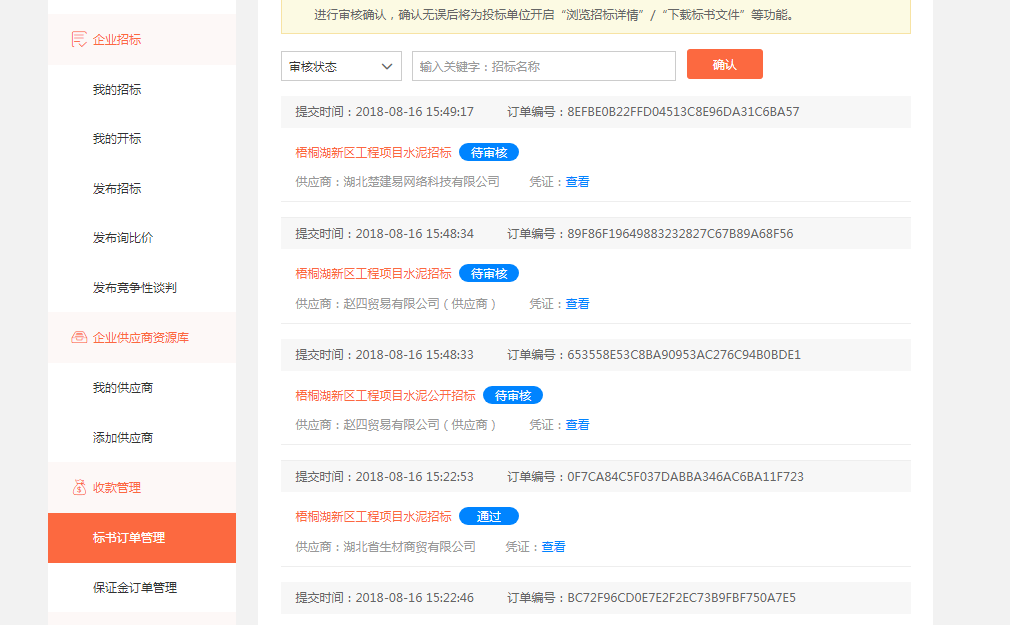 企业招标
我的招标
我的开标
发布招标
发布询比价
发布竞争性谈判
企业供应商资源库
我的供应商
添加供应商
收款管理
标书订单管理
保证金订单管理
进行审核确认，确认无误后将为投标单位开启“浏览招标详情”/“下载标书文件”等功能。
审核状态 输入关键字：招标名称 确认
提交时间：2018-08-16 15:49:17 订单编号：8EFBE0B22FFD04513C8E96DA31C6BA57
梧桐湖新区工程项目水泥招标 待审核
供应商：湖北楚建易网络科技有限公司 凭证：查看
提交时间：2018-08-16 15:48:34 订单编号：89F86F19649883232827C67B89A68F56
梧桐湖新区工程项目水泥招标 待审核
供应商：赵四贸易有限公司（供应商） 凭证：查看
提交时间：2018-08-16 15:48:33 订单编号：653558E53C8BA90953AC276C94B0BDE1
梧桐湖新区工程项目水泥公开招标 待审核
供应商：赵四贸易有限公司（供应商） 凭证：查看
提交时间：2018-08-16 15:22:53 订单编号：0F7CA84C5F037DABBA346AC6BA11F723
梧桐湖新区工程项目水泥招标 通过
供应商：湖北省生材商贸有限公司 凭证：查看
提交时间：2018-08-16 15:22:46 订单编号：BC72F96CD0E7E2F2EC73B9FBF750A7E5